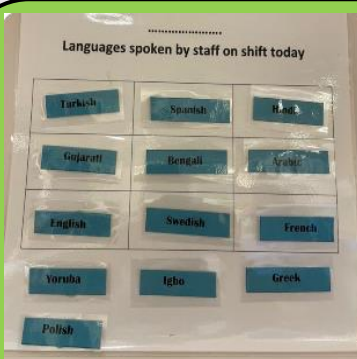 Languages spoken by staff on shift today
Turkish Spanish Hindi
Gujarati Bengali Arabic
English Swedish French
Yoruba Igbo Greek
Polish